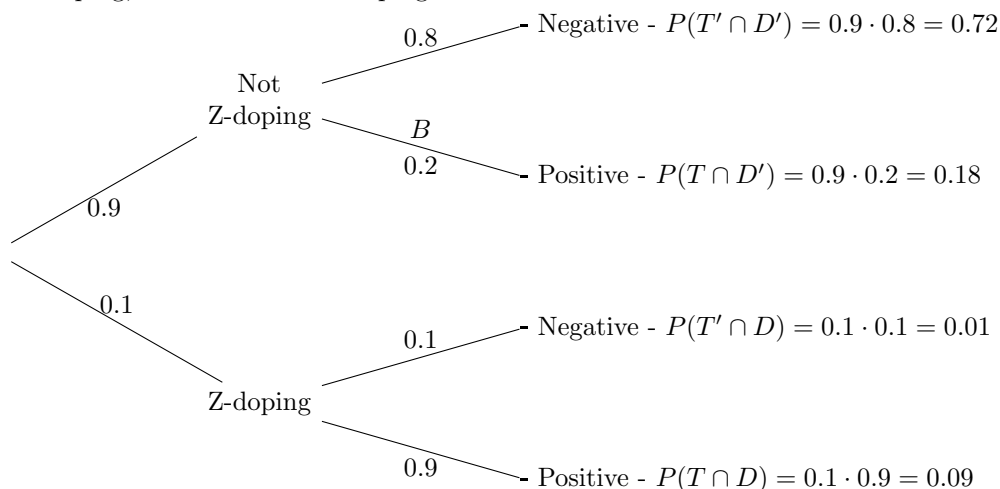 Negative - P(T′ ∩ D′) = 0.9 · 0.8 = 0.72
0.8
Not
Z-doping
B
0.2
Positive - P(T ∩ D′) = 0.9 · 0.2 = 0.18
0.9
0.1
Negative - P(T′ ∩ D) = 0.1 · 0.1 = 0.01
0.1
Z-doping
0.9
Positive - P(T ∩ D) = 0.1 · 0.9 = 0.09